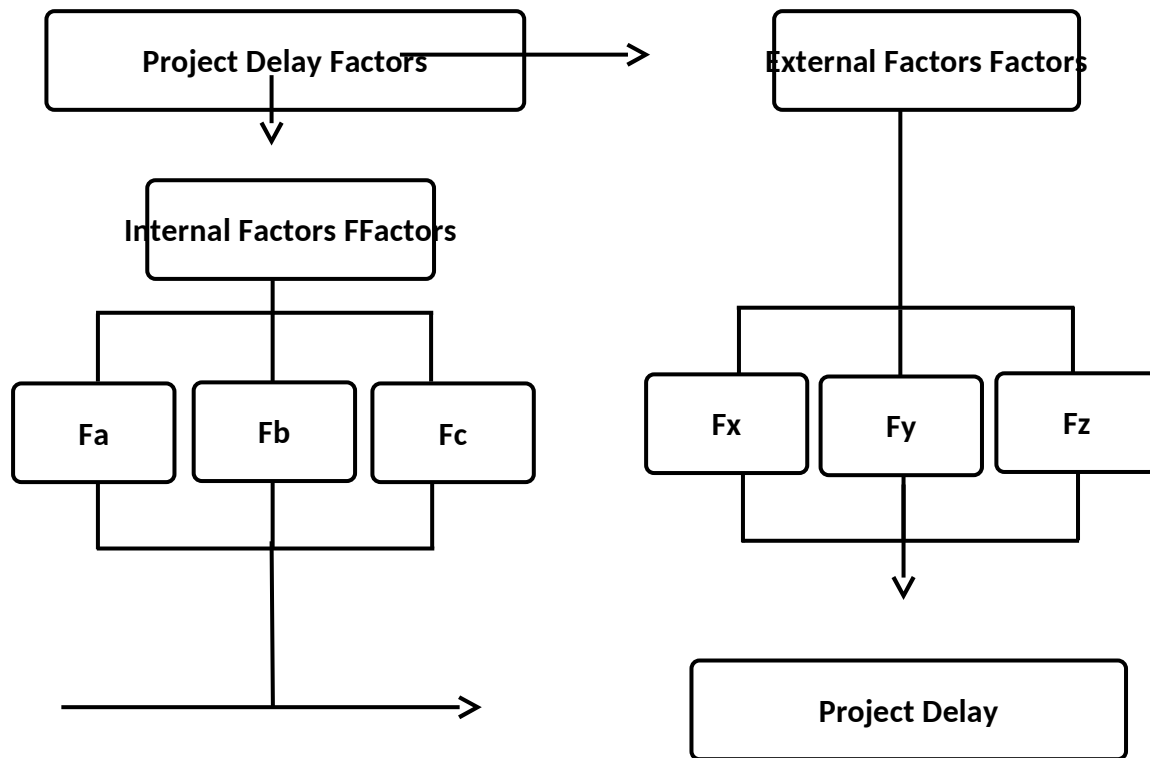 Project Delay Factors
External Factors Factors
Internal Factors FFactors
Fa
Fb
Fc
Fx
Fy
Fz
Project Delay